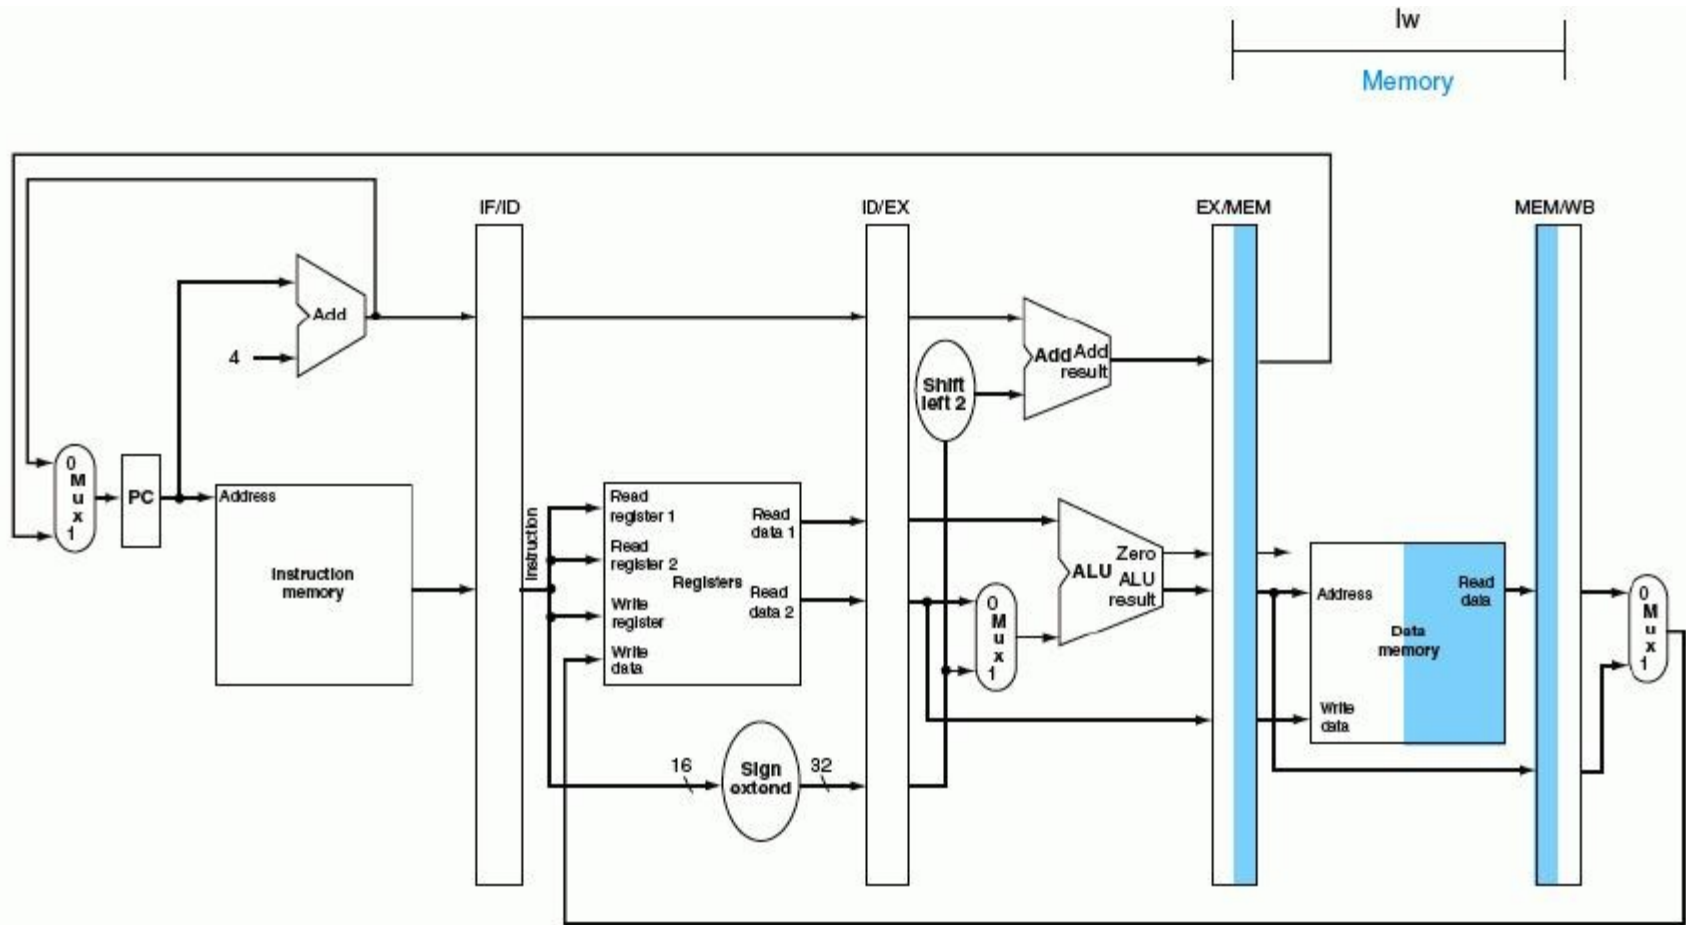 lw
Memory
IF/ID
ID/EX
EX/MEM
MEM/WB
Add
4
Add Add
result
Shift
left 2
0
M
u
x
1
PC
Address
Instruction
memory
Instruction
Read
register 1
Read
register 2
Registers
Write
register
Write
data
Read
data 1
Read
data 2
0
M
u
x
1
Zero
ALU
ALU
result
Address
Read
data
Data
memory
Write
data
0
M
u
x
1
16
Sign
extend
32